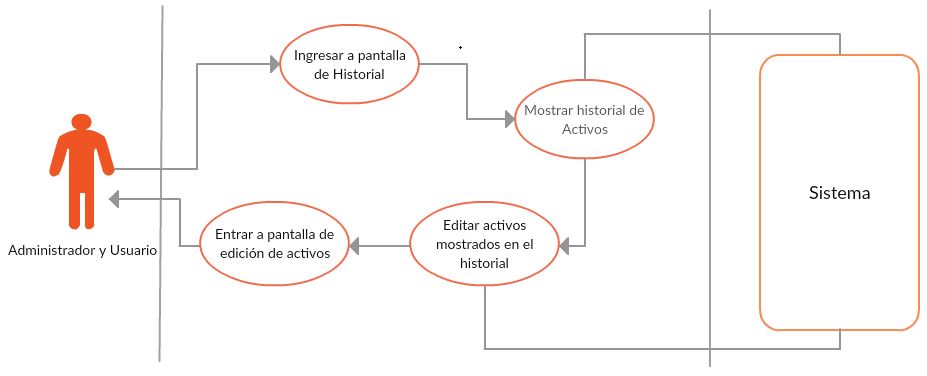 Ingresar a pantalla
de Historial
Mostrar historial de
Activos
Sistema
Editar activos
mostrados en el
historial
Entrar a pantalla de
edición de activos
Administrador y Usuario